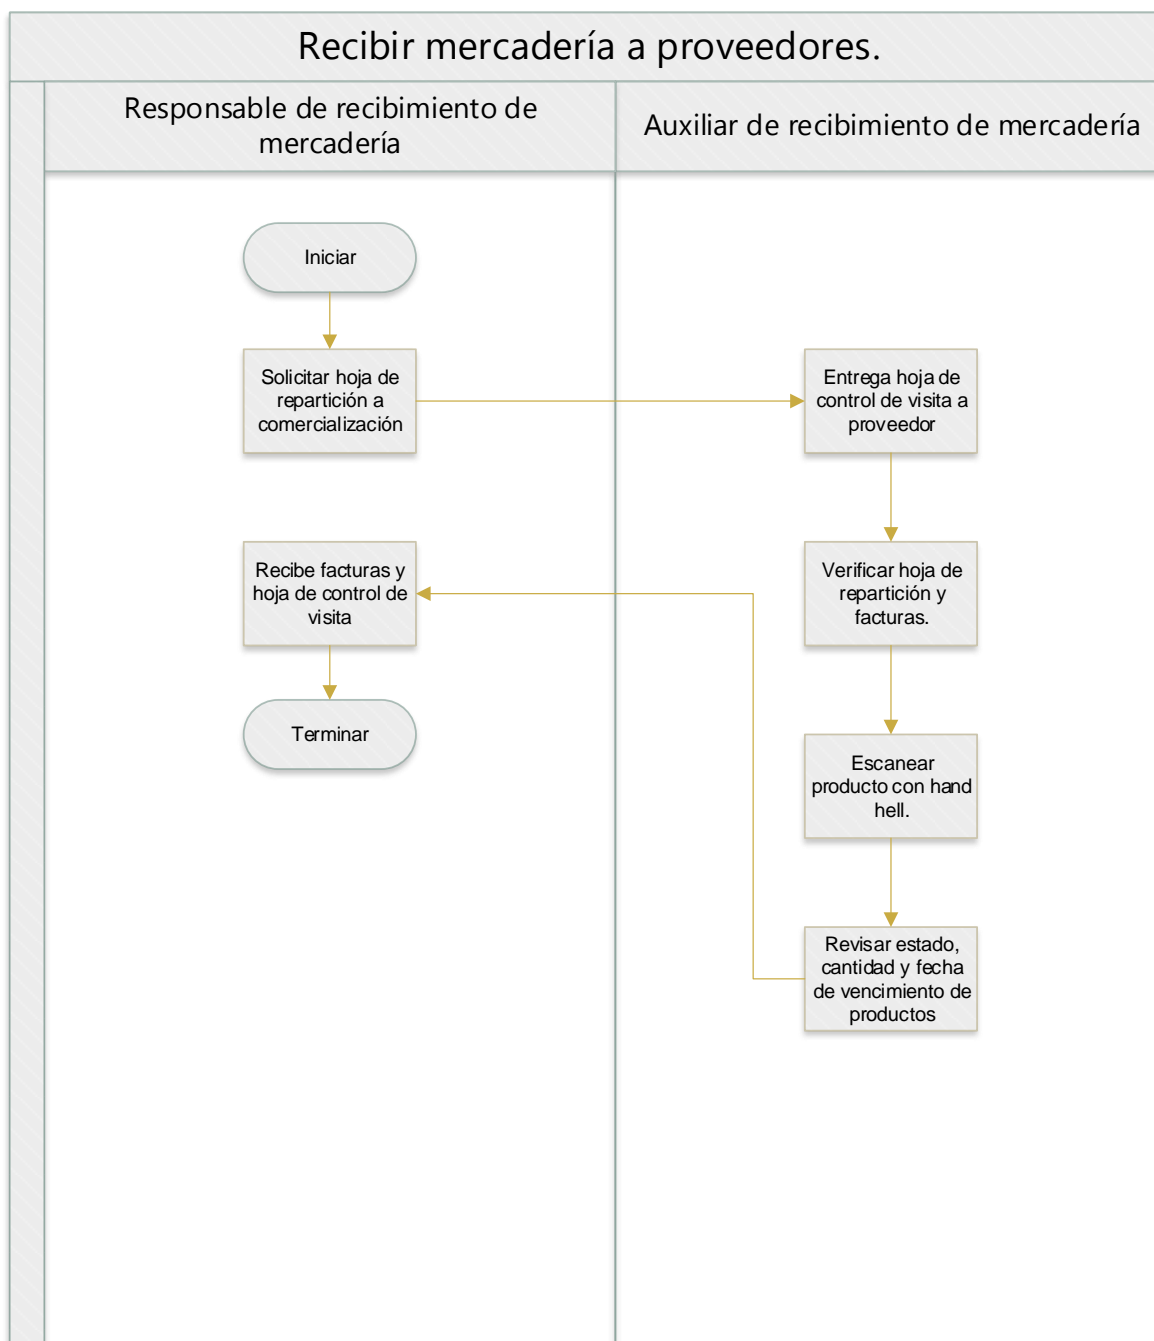 Recibir mercadería a proveedores.
Responsable de recibimiento de
mercadería
Auxiliar de recibimiento de mercadería
Iniciar
Solicitar hoja de
repartición a
comercialización
Entrega hoja de
control de visita a
proveedor
Recibe facturas y
hoja de control de
visita
Verificar hoja de
repartición y
facturas.
Terminar
Escanear
producto con hand
hell.
Revisar estado,
cantidad y fecha
de vencimiento de
productos